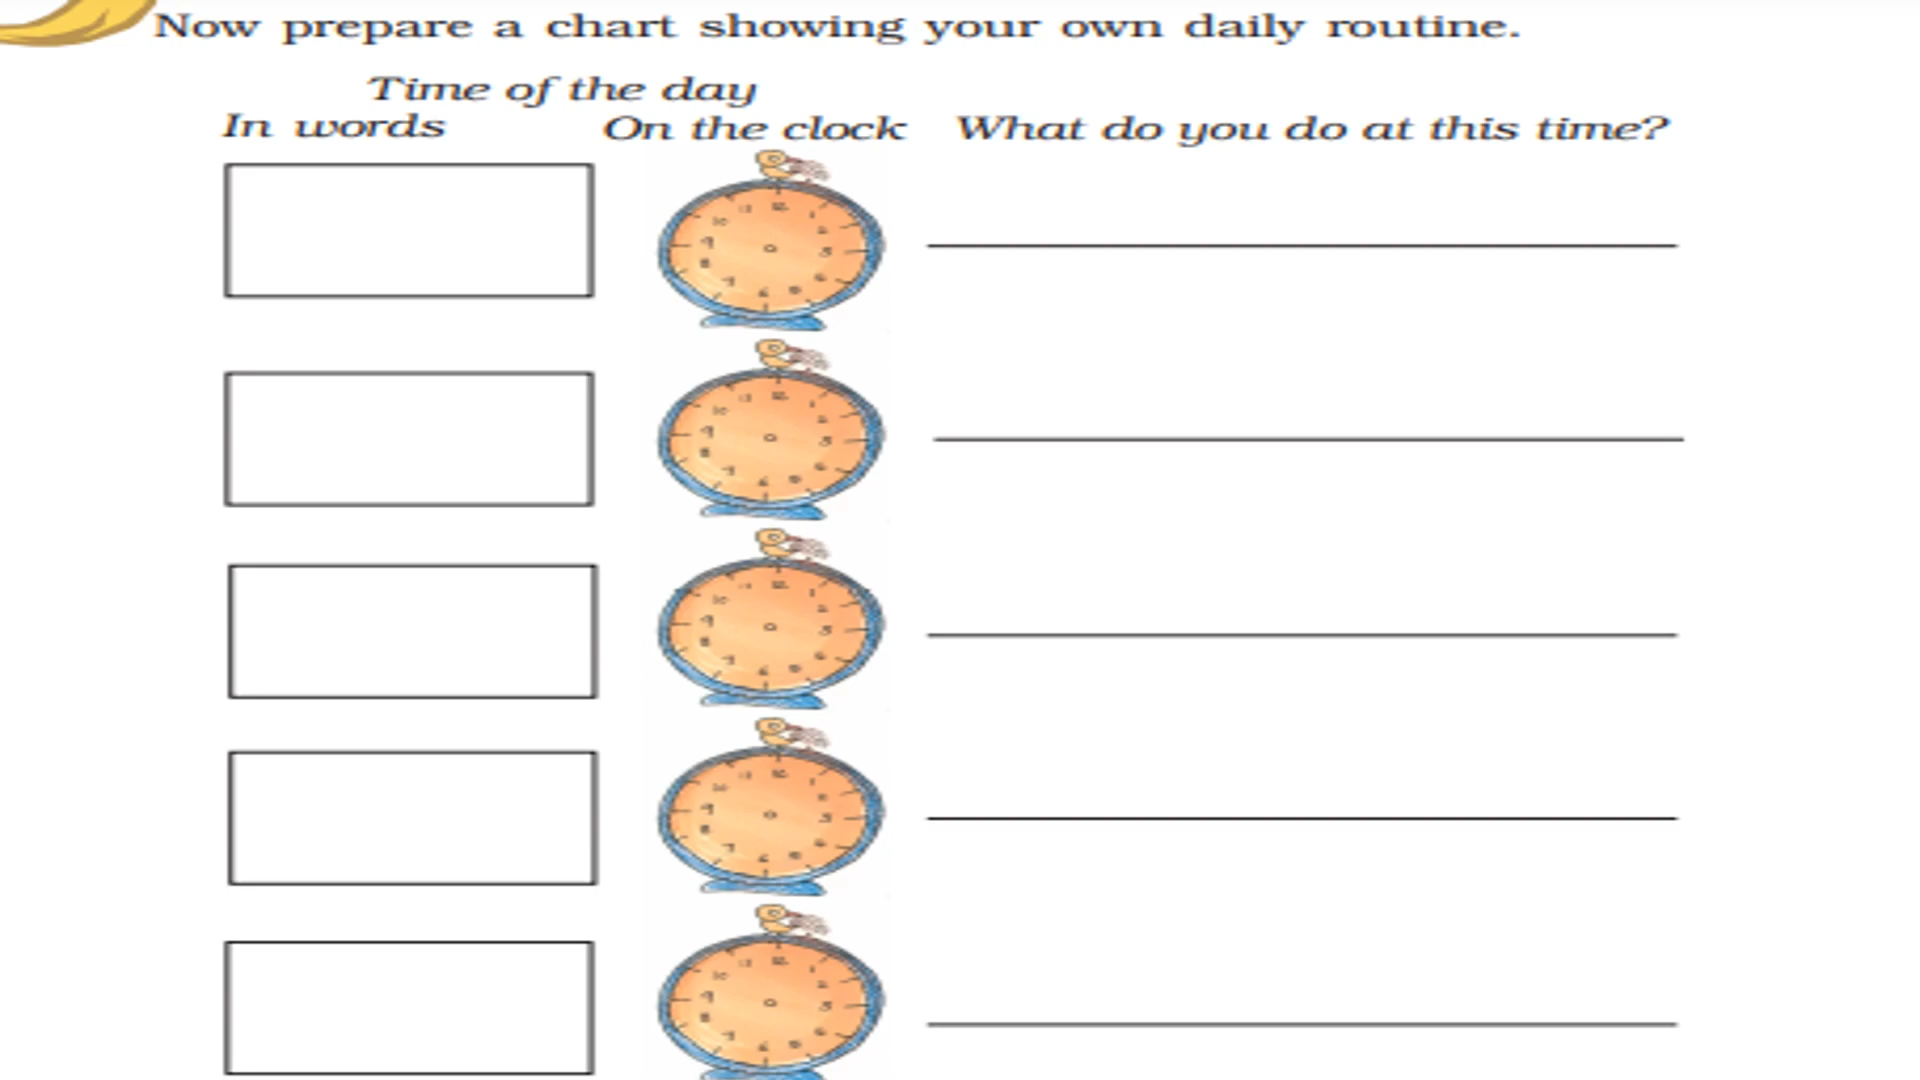 Now prepare a chart showing your own daily routine.
Time of the day
In words On the clock What do you do at this time?